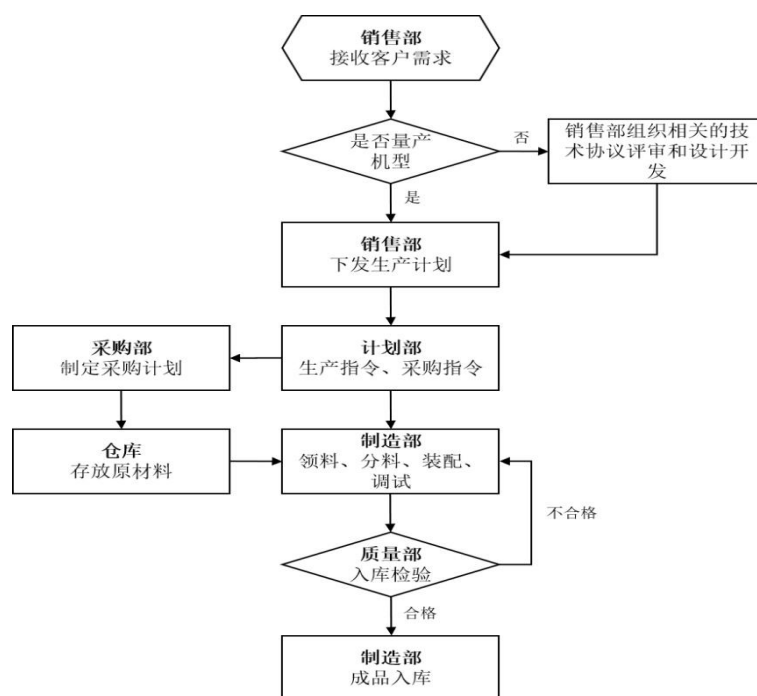 销售部
接收客户需求
是否量产
机型
否
销售部组织相关的技
术协议评审和设计开
发
是
销售部
下发生产计划
采购部
制定采购计划
计划部
生产指令、采购指令
仓库
存放原材料
制造部
领料、分料、装配、
调试
不合格
质量部
入库检验
合格
制造部
成品入库